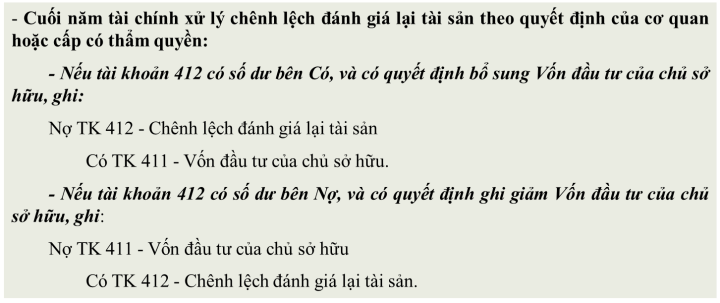 - Cuối năm tài chính xử lý chênh lệch đánh giá lại tài sản theo quyết định của cơ quan
hoặc cấp có thẩm quyền:
- Nếu tài khoản 412 có số dư bên Có, và có quyết định bổ sung Vốn đầu tư của chủ sở
hữu, ghi:
Nợ TK 412 - Chênh lệch đánh giá lại tài sản
Có TK 411 - Vốn đầu tư của chủ sở hữu.
- Nếu tài khoản 412 có số dư bên Nợ, và có quyết định ghi giảm Vốn đầu tư của chủ
sở hữu, ghi:
Nợ TK 411 - Vốn đầu tư của chủ sở hữu
Có TK 412 - Chênh lệch đánh giá lại tài sản.